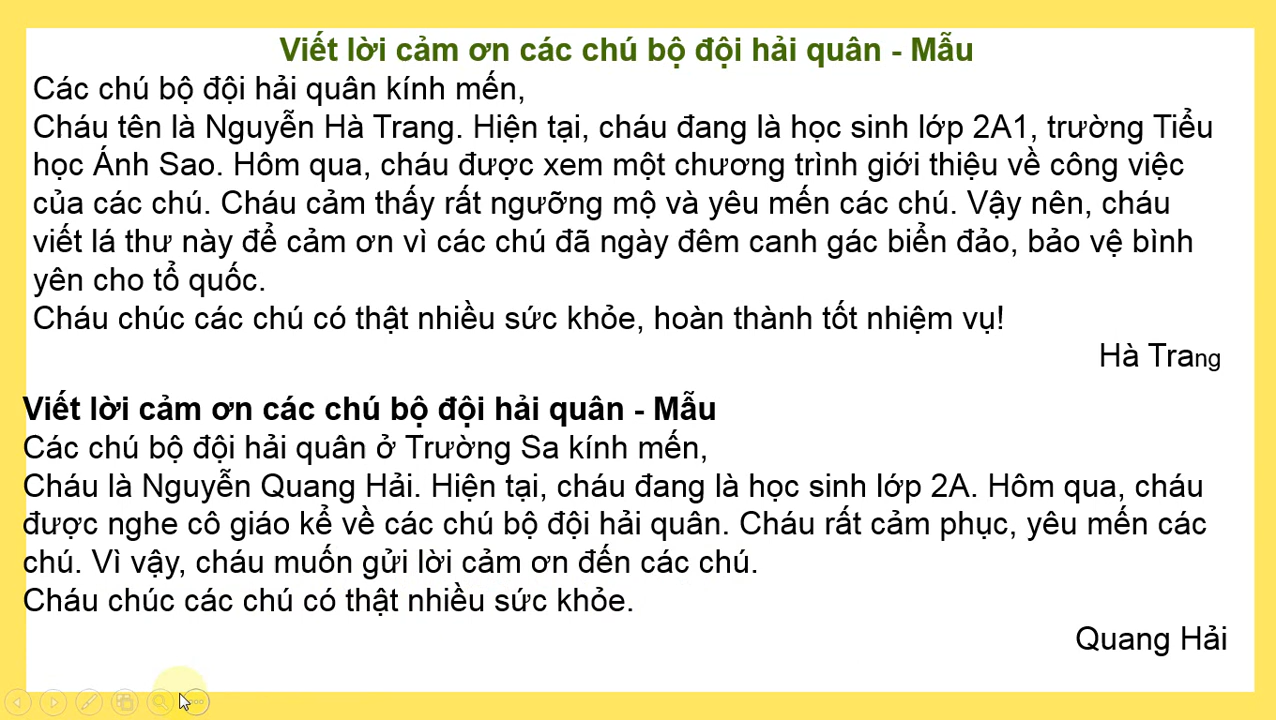 Viết lời cảm ơn các chú bộ đội hải quân - Mẫu
Các chú bộ đội hải quân kính mến,
Cháu tên là Nguyễn Hà Trang. Hiện tại, cháu đang là học sinh lớp 2A1, trường Tiểu
học Ánh Sao. Hôm qua, cháu được xem một chương trình giới thiệu về công việc
của các chú. Cháu cảm thấy rất ngưỡng mộ và yêu mến các chú. Vậy nên, cháu
viết lá thư này để cảm ơn vì các chú đã ngày đêm canh gác biển đảo, bảo vệ bình
yên cho tổ quốc.
Cháu chúc các chú có thật nhiều sức khỏe, hoàn thành tốt nhiệm vụ!
Hà Trang
Viết lời cảm ơn các chú bộ đội hải quân - Mẫu
Các chú bộ đội hải quân ở Trường Sa kính mến,
Cháu là Nguyễn Quang Hải. Hiện tại, cháu đang là học sinh lớp 2A. Hôm qua, cháu
được nghe cô giáo kể về các chú bộ đội hải quân. Cháu rất cảm phục, yêu mến các
chú. Vì vậy, cháu muốn gửi lời cảm ơn đến các chú.
Cháu chúc các chú có thật nhiều sức khỏe.
Quang Hải